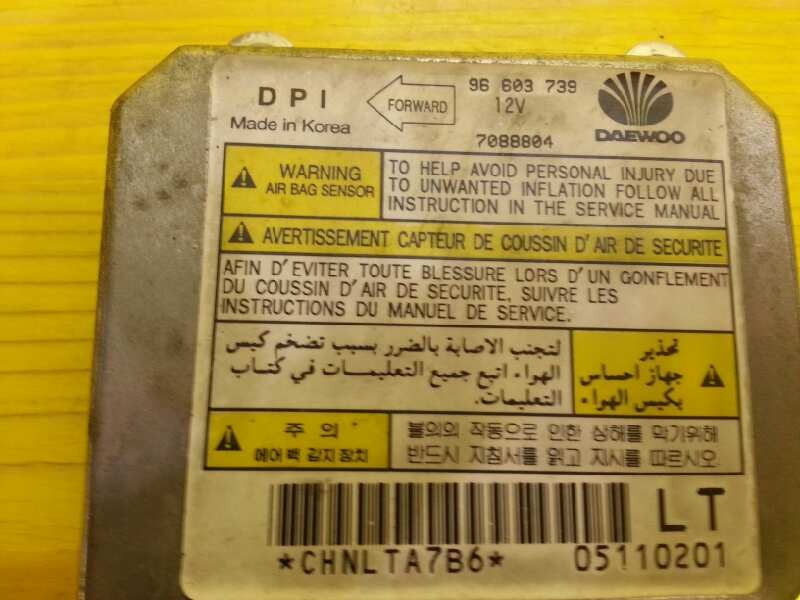 DPI
Made in Korea
FORWARD
96 603 739
12V
7088804
DAEWOO
WARNING
AIR BAG SENSOR
TO HELP AVOID PERSONAL INJURY DUE
TO UNWANTED INFLATION FOLLOW ALL
INSTRUCTION IN THE SERVICE MANUAL
AVERTISSEMENT CAPTEUR DE COUSSIN D'AIR DE SECURITE
AFIN D'EVITER TOUTE BLESSURE LORS D'UN GONFLEMENT
DU COUSSIN D'AIR DE SECURITE, SUIVRE LES
INSTRUCTIONS DU MANUEL DE SERVICE.
تحذير
جهاز احساس
بكيس الهواء
لتجنب الاصابة بالضرر بسبب تضخم كيس
الهواء اتبع جميع التعليمات في كتاب
التعليمات.
주 의
에어 백 감지 장치
불의의 작동으로 인한 상해를 막기위해
반드시 지침서를 읽고 지시를 따르시오.
LT
*CHNLTA7B6*
05110201